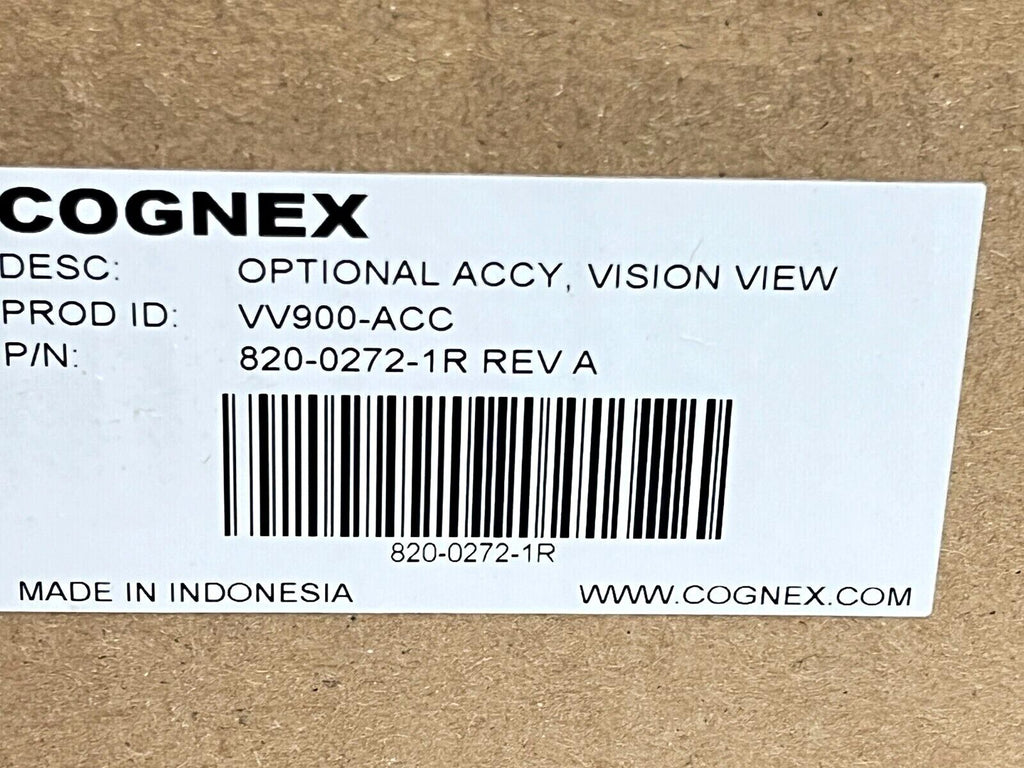 COGNEX
DESC: OPTIONAL ACCY, VISION VIEW
PROD ID: VV900-ACC
P/N: 820-0272-1R REV A
820-0272-1R
MADE IN INDONESIA WWW.COGNEX.COM